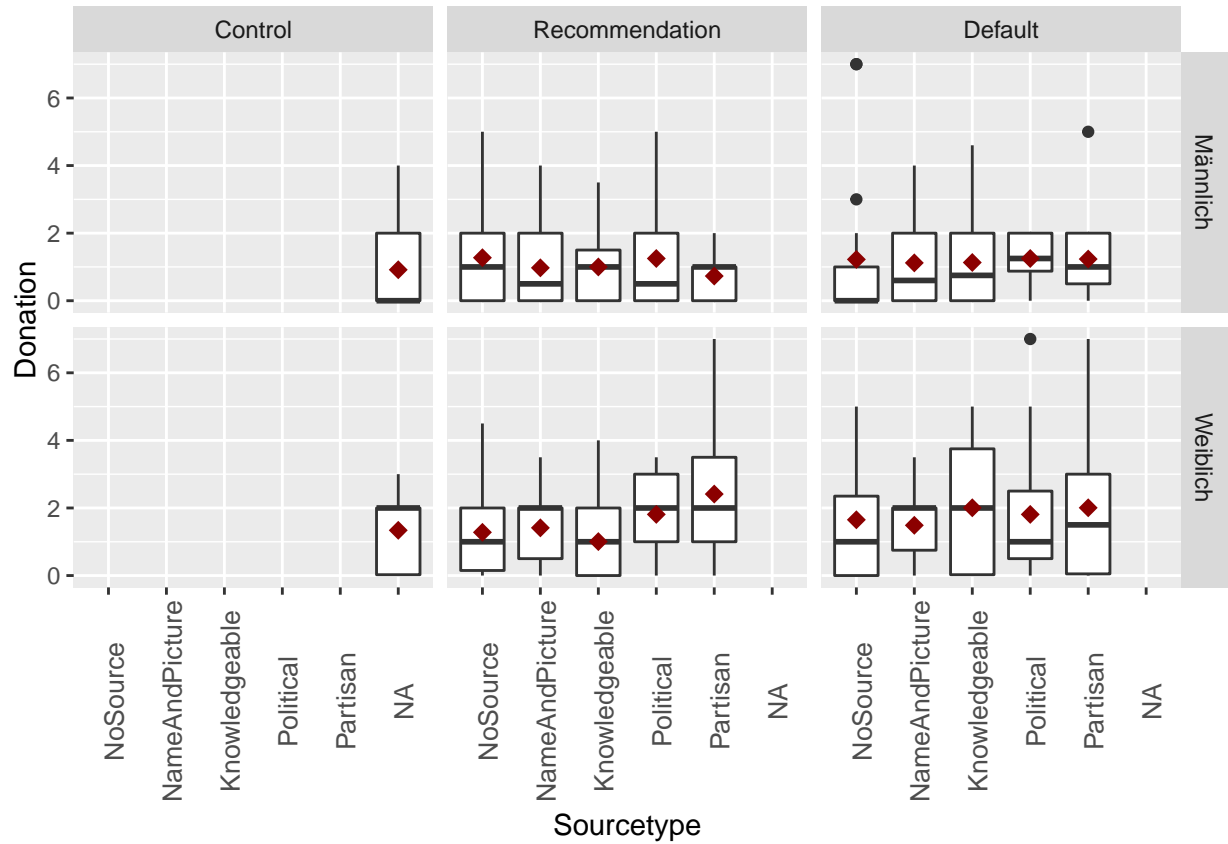 Control
Recommendation
Default
Donation
6
4
2
0
Männlich
6
4
2
0
Weiblich
NoSource
NameAndPicture
Knowledgeable
Political
Partisan
NA
NoSource
NameAndPicture
Knowledgeable
Political
Partisan
NA
NoSource
NameAndPicture
Knowledgeable
Political
Partisan
NA
Sourcetype